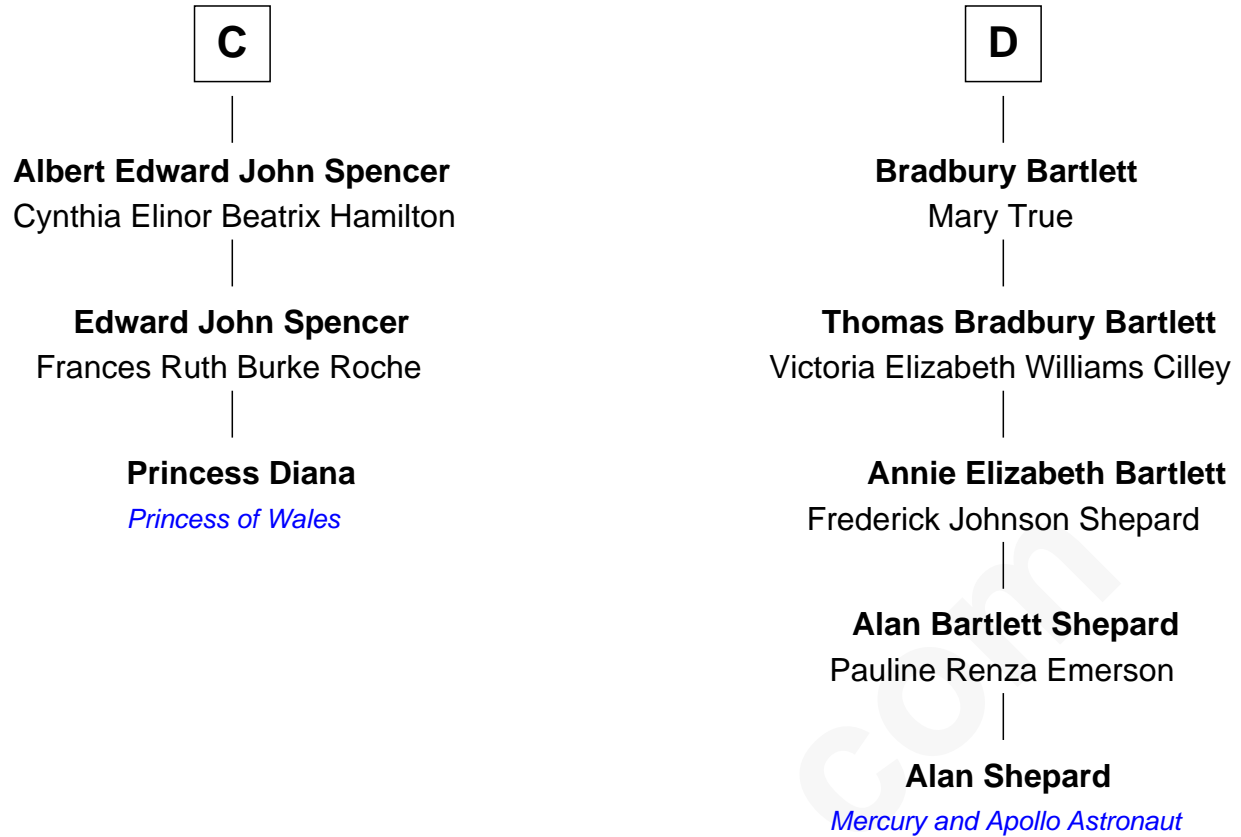 C
Albert Edward John Spencer
Cynthia Elinor Beatrix Hamilton
Edward John Spencer
Frances Ruth Burke Roche
Princess Diana
Princess of Wales
D
Bradbury Bartlett
Mary True
Thomas Bradbury Bartlett
Victoria Elizabeth Williams Cilley
Annie Elizabeth Bartlett
Frederick Johnson Shepard
Alan Bartlett Shepard
Pauline Renza Emerson
Alan Shepard
Mercury and Apollo Astronaut
com